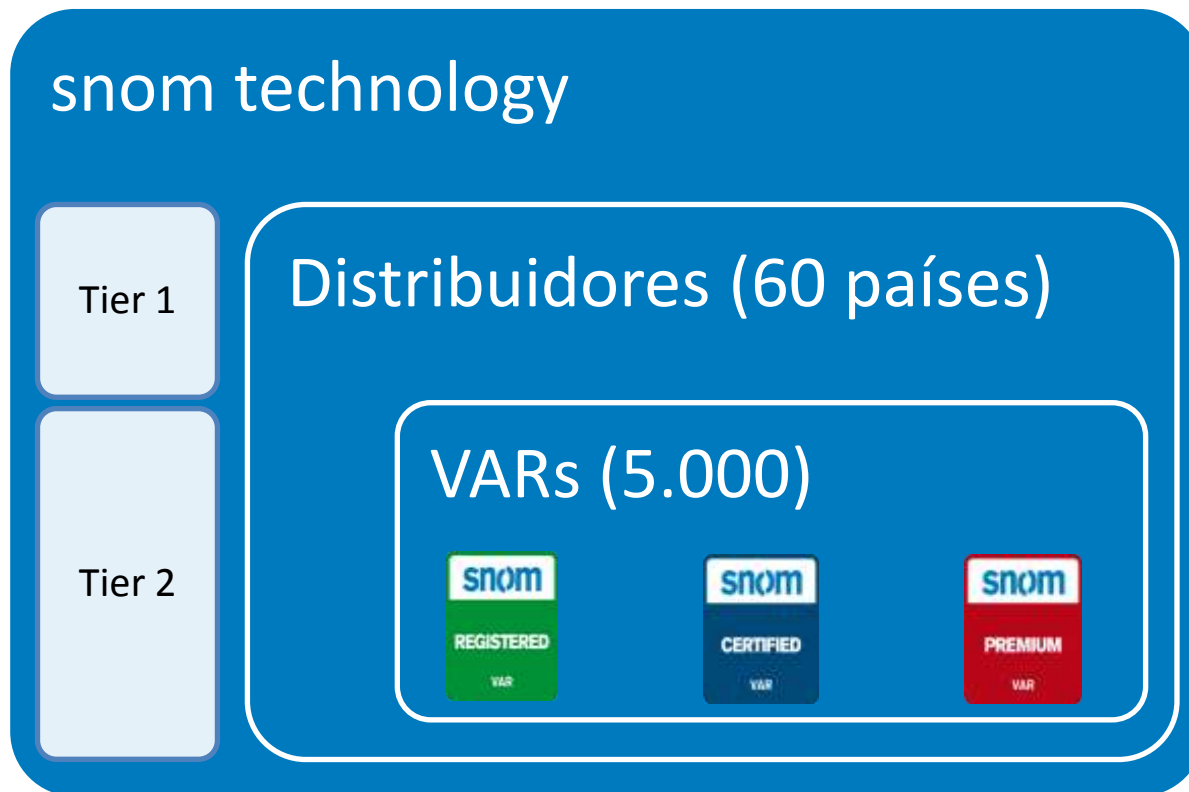 snom technology
Tier 1
Distribuidores (60 países)
Tier 2
VARs (5.000)
snom
REGISTERED
VAR
snom
CERTIFIED
VAR
snom
PREMIUM
VAR